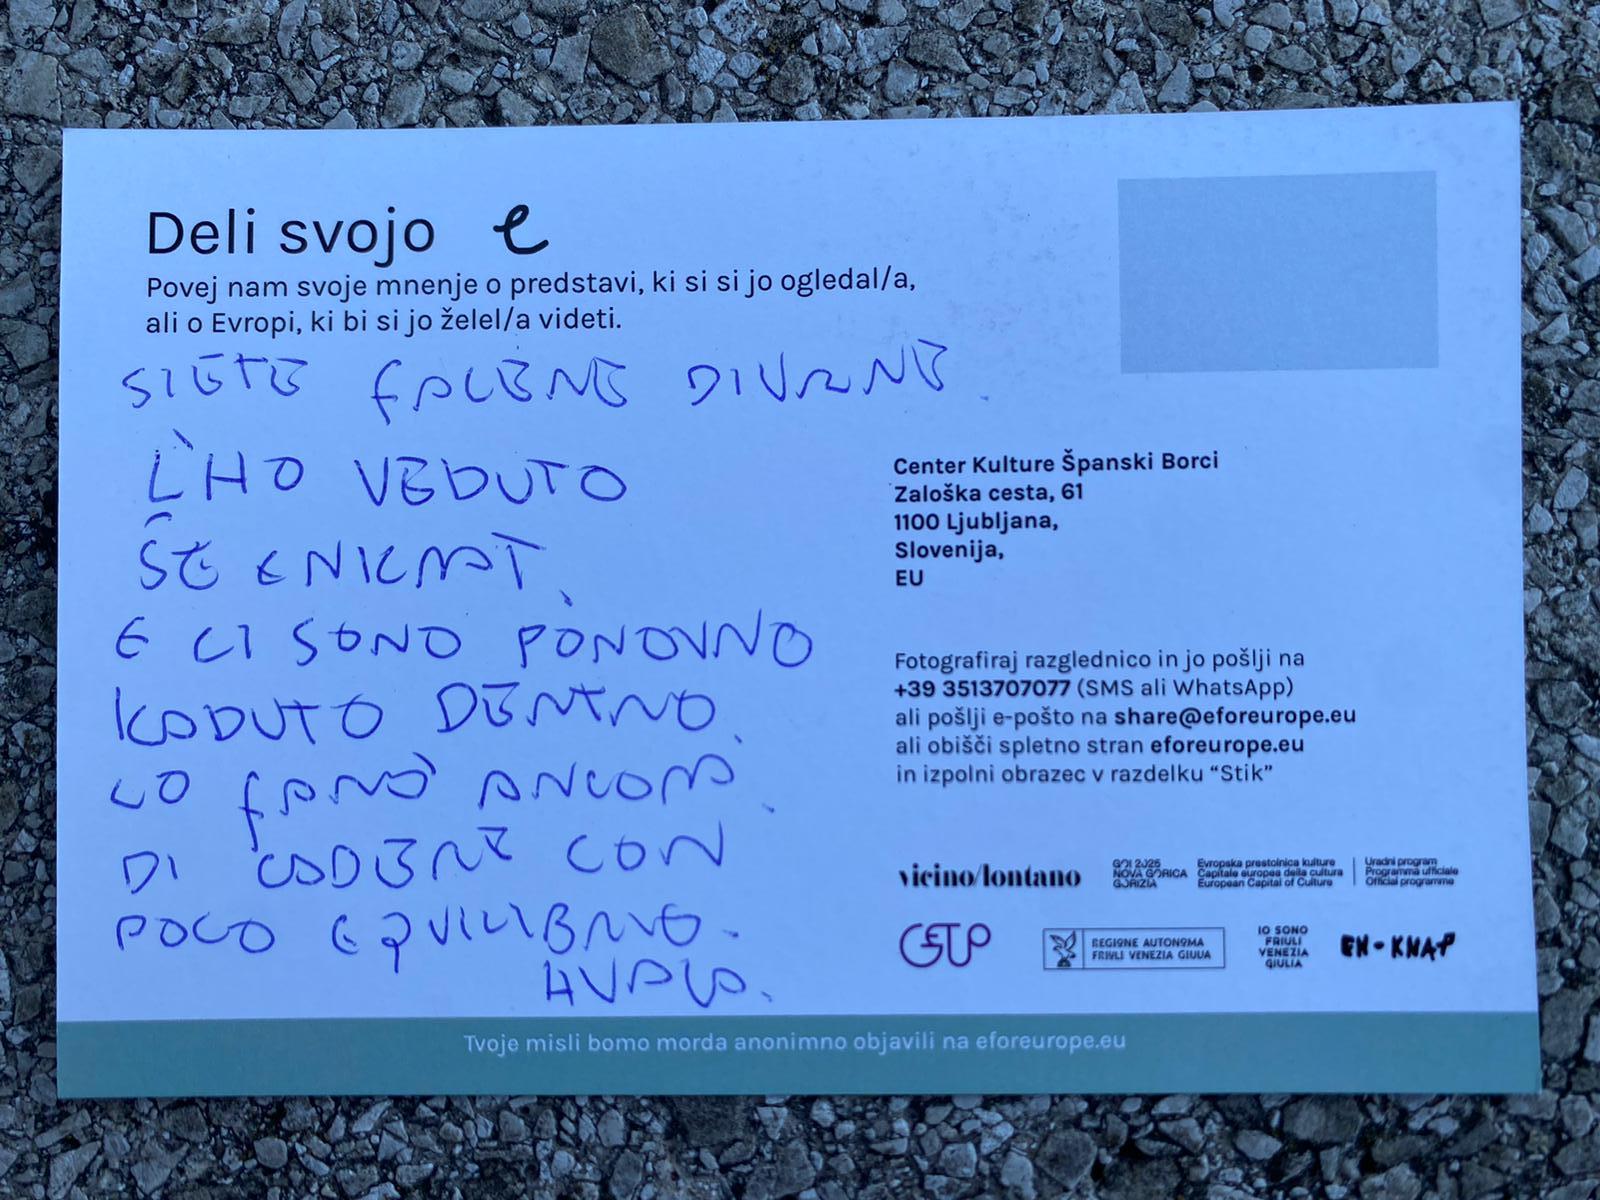 Deli svojo e
Povej nam svoje mnenje o predstavi, ki si si jo ogledal/a,
ali o Evropi, ki bi si jo želel/a videti.
SIETE FALENE DIURNE.
L'HO VEDUTO
ŠE ENKRAT.
E CI SONO PONOVNO
KADUTO DENTRO.
LO FARÒ ANCORA.
DI CADERE CON
POCO EQUILIBRIO.
HVALA.
Center Kulture Španski Borci
Zaloška cesta, 61
1100 Ljubljana,
Slovenija,
EU
Fotografiraj razglednico in jo pošlji na
+39 3513707077 (SMS ali WhatsApp)
ali pošlji e-pošto na share@eforeurope.eu
ali obišči spletno stran eforeurope.eu
in izpolni obrazec v razdelku “Stik”
vicino/lontano
GO! 2025
NOVA GORICA
GORIZIA
Evropska prestolnica kulture
Capitale europea della cultura
European Capital of Culture
Uradni program
Programma ufficiale
Official programme
REGIONE AUTONOMA
FRIULI VENEZIA GIULIA
IO SONO
FRIULI
VENEZIA
GIULIA
EN-KNAP
Tvoje misli bomo morda anonimno objavili na eforeurope.eu